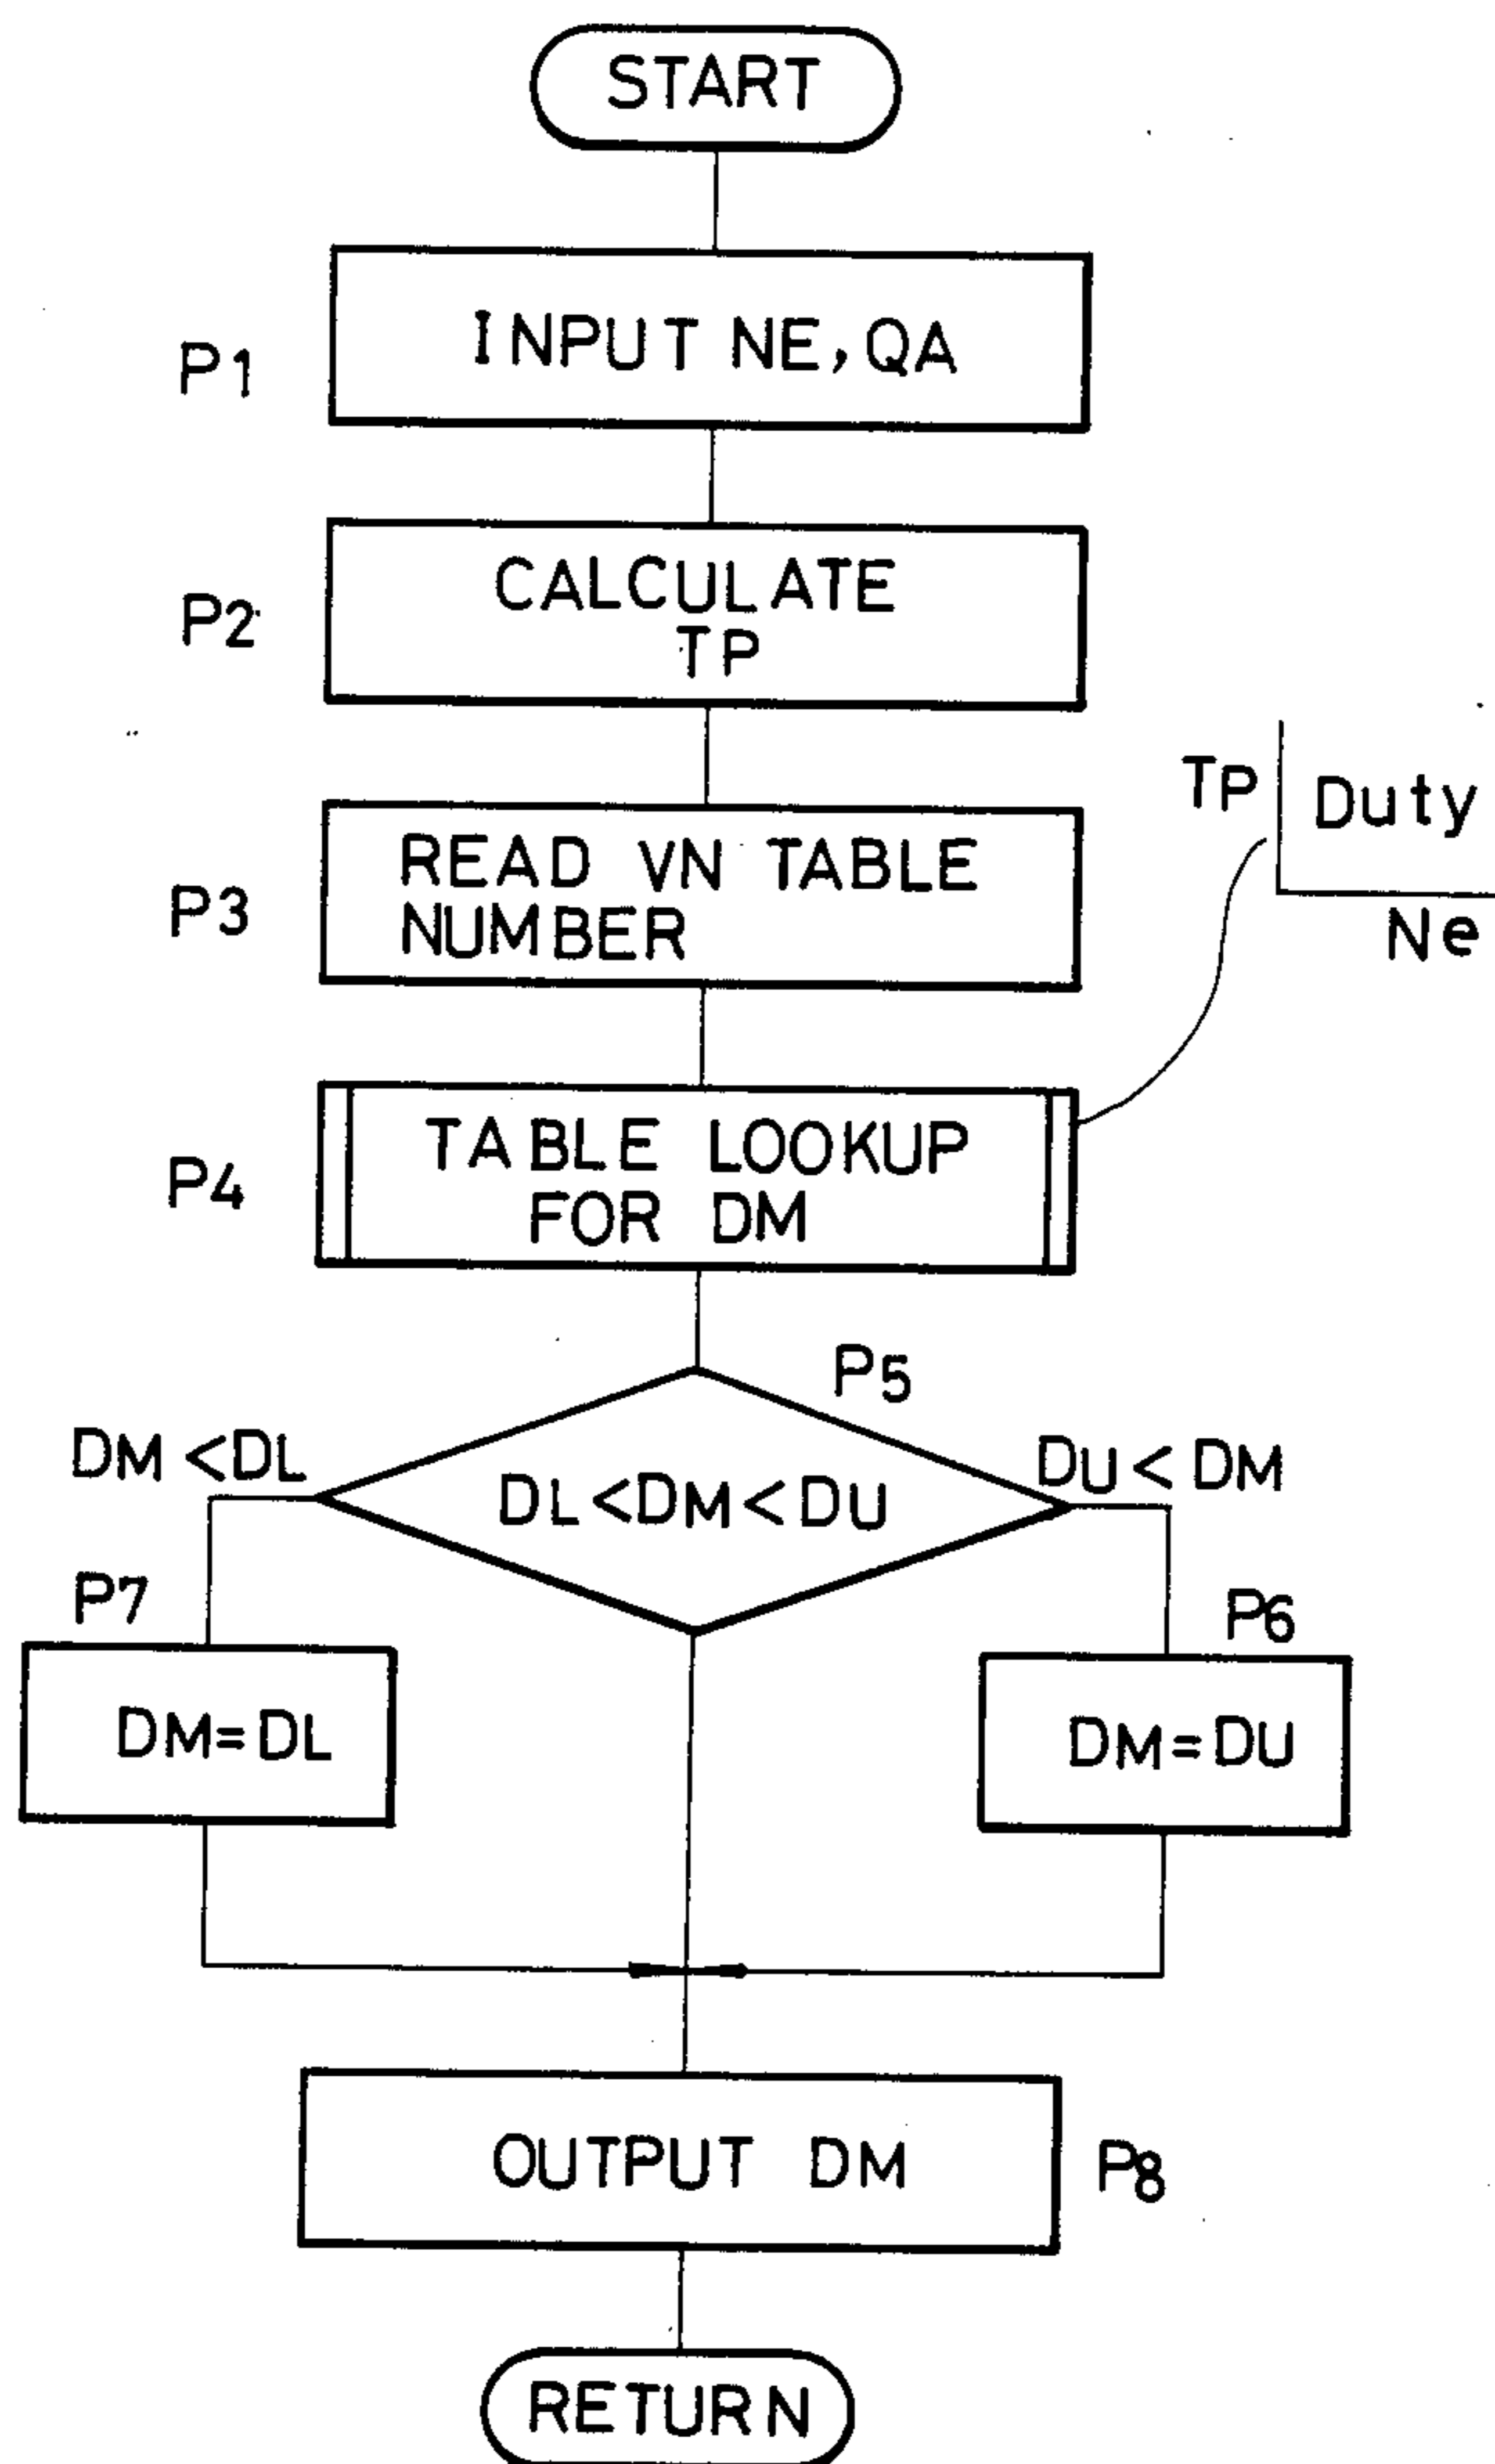 START
P1
INPUT NE, QA
P2
CALCULATE
TP
TP
Duty
Ne
P3
READ VN TABLE
NUMBER
P4
TABLE LOOKUP
FOR DM
P5
DM<DL
DL<DM<DU
DU<DM
P7
P6
DM=DL
DM=DU
OUTPUT DM
P8
RETURN